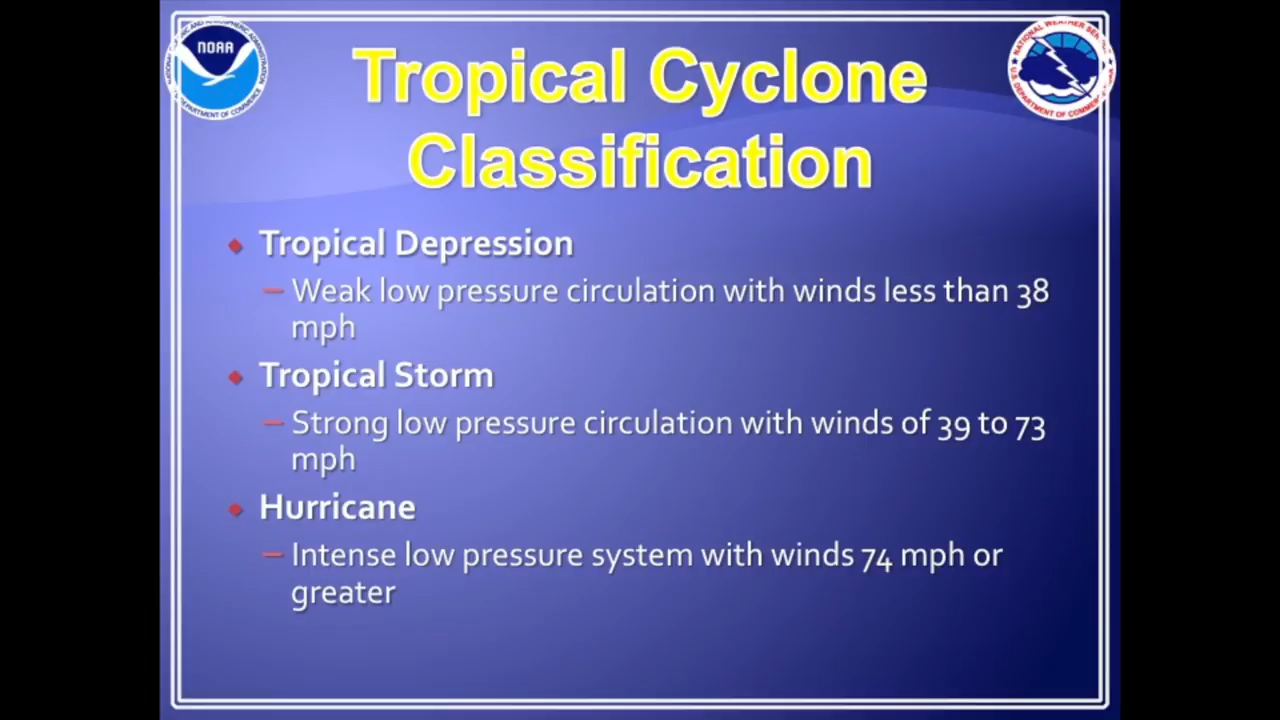 Tropical Cyclone
Classification
NOAA
Tropical Depression
– Weak low pressure circulation with winds less than 38
mph
Tropical Storm
– Strong low pressure circulation with winds of 39 to 73
mph
Hurricane
– Intense low pressure system with winds 74 mph or
greater